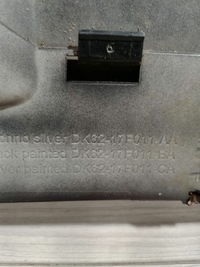 silver DK62-17F011-AA
painted DK62-17F011-BA
painted DK62-17F011-CA